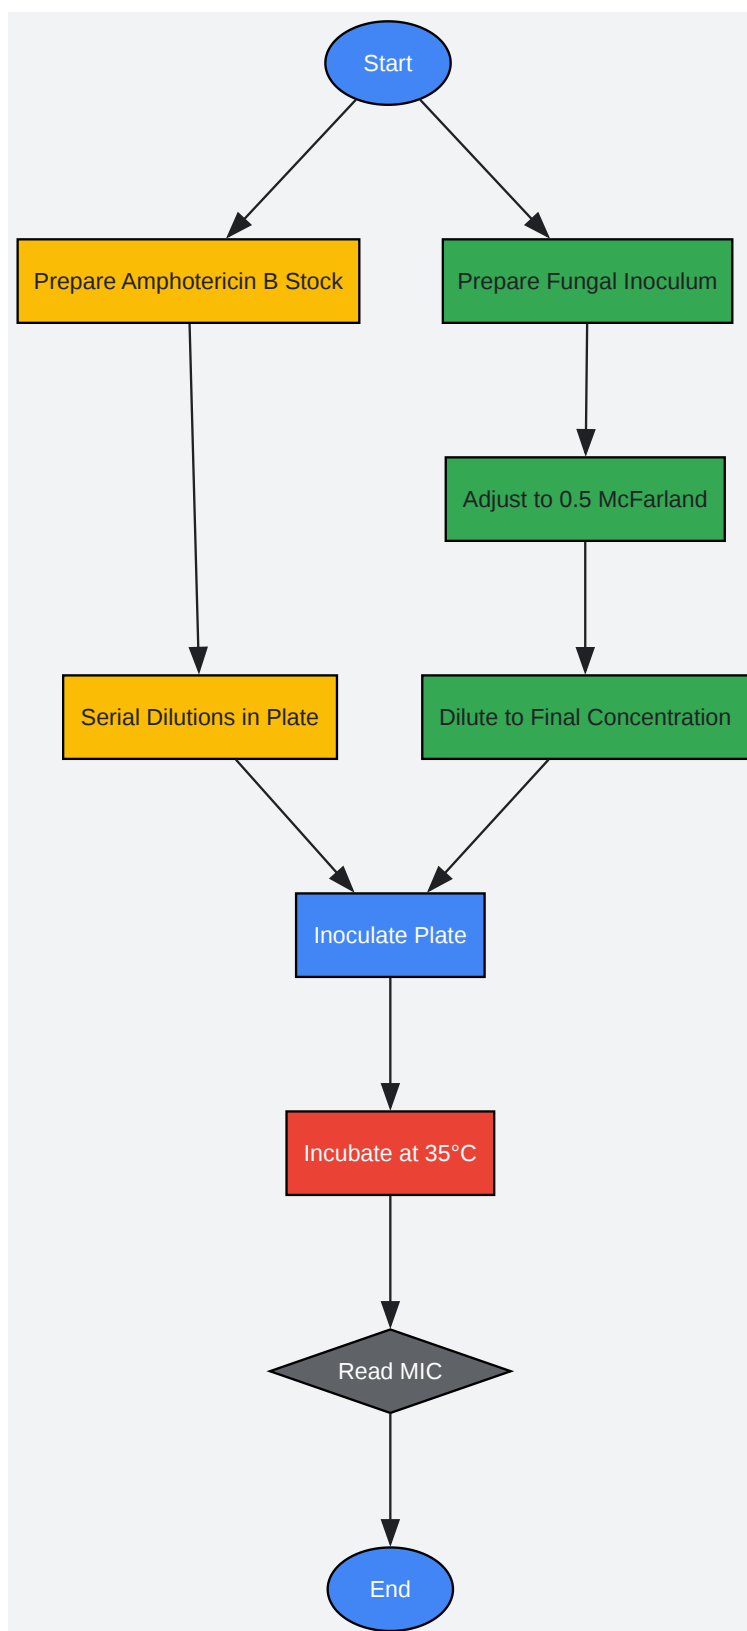 Start
Prepare Amphotericin B Stock
Prepare Fungal Inoculum
Adjust to 0.5 McFarland
Serial Dilutions in Plate
Dilute to Final Concentration
Inoculate Plate
Incubate at 35°C
Read MIC
End